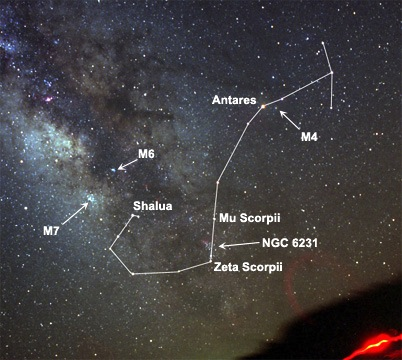 Antares
M4
M6
Shalua
M7
Mu Scorpii
NGC 6231
Zeta Scorpii